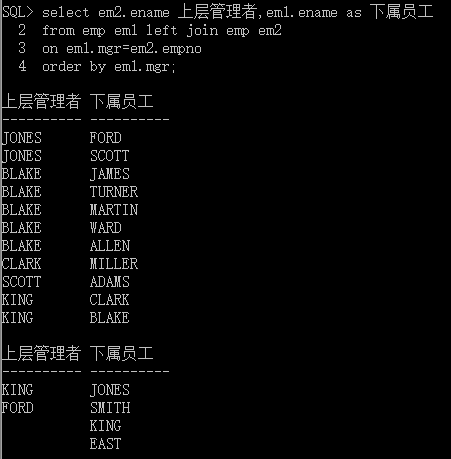 SQL> select em2.ename 上层管理者,em1.ename as 下属员工
2 from emp em1 left join emp em2
3 on em1.mgr=em2.empno
4 order by em1.mgr;
上层管理者 下属员工
---------- ----------
JONES FORD
JONES SCOTT
BLAKE JAMES
BLAKE TURNER
BLAKE MARTIN
BLAKE WARD
BLAKE ALLEN
CLARK MILLER
SCOTT ADAMS
KING CLARK
KING BLAKE
上层管理者 下属员工
---------- ----------
KING JONES
FORD SMITH
KING
EAST